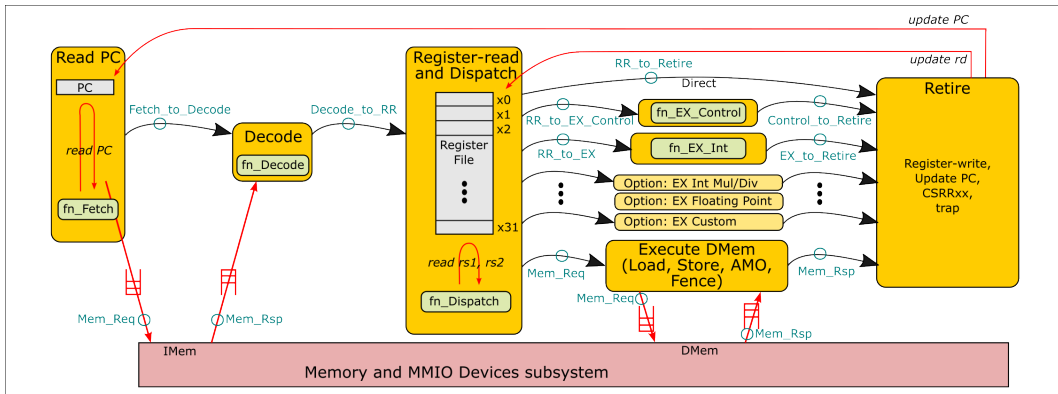 update PC
Read PC
PC
read PC
fn_Fetch
Fetch_to_Decode
Decode
fn_Decode
Decode_to_RR
Register-read
and Dispatch
x0
x1
x2
Register
File
x31
read rs1, rs2
fn_Dispatch
update rd
RR_to_Retire
Direct
RR_to_EX_Control
fn_EX_Control
Control_to_Retire
RR_to_EX
fn_EX_Int
EX_to_Retire
Option: EX Int Mul/Div
Option: EX Floating Point
Option: EX Custom
Mem_Req
Execute DMem
(Load, Store, AMO,
Fence)
Mem_Rsp
Retire
Register-write,
Update PC,
CSRRxx,
trap
Mem_Req
Mem_Rsp
Mem_Req
Mem_Rsp
IMem
DMem
Memory and MMIO Devices subsystem